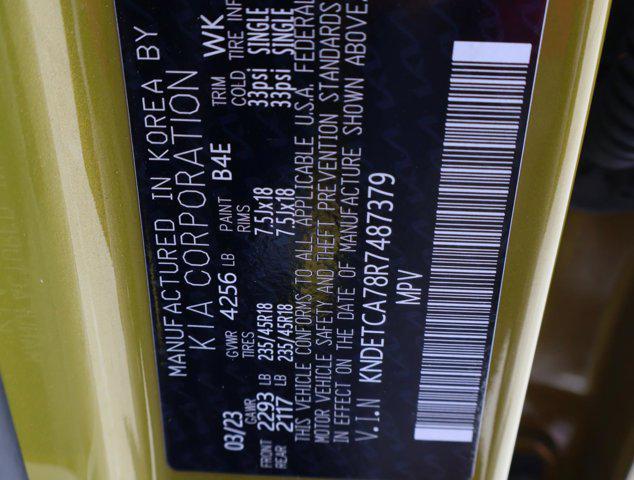 MANUFACTURED IN KOREA BY
KIA CORPORATION
03/23 GVWR 4256 LB PAINT B4E TRIM WK
GAWR TIRES RIMS COLD TIRE INF
FRONT 2293 LB 235/45R18 7.5Jx18 33psi SINGLE
REAR 2117 LB 235/45R18 7.5Jx18 33psi SINGLE
THIS VEHICLE CONFORMS TO ALL APPLICABLE U.S.A. FEDERAL
MOTOR VEHICLE SAFETY AND THEFT PREVENTION STANDARDS
IN EFFECT ON THE DATE OF MANUFACTURE SHOWN ABOVE.
V.I.N KNDETCA78R7487379
MPV